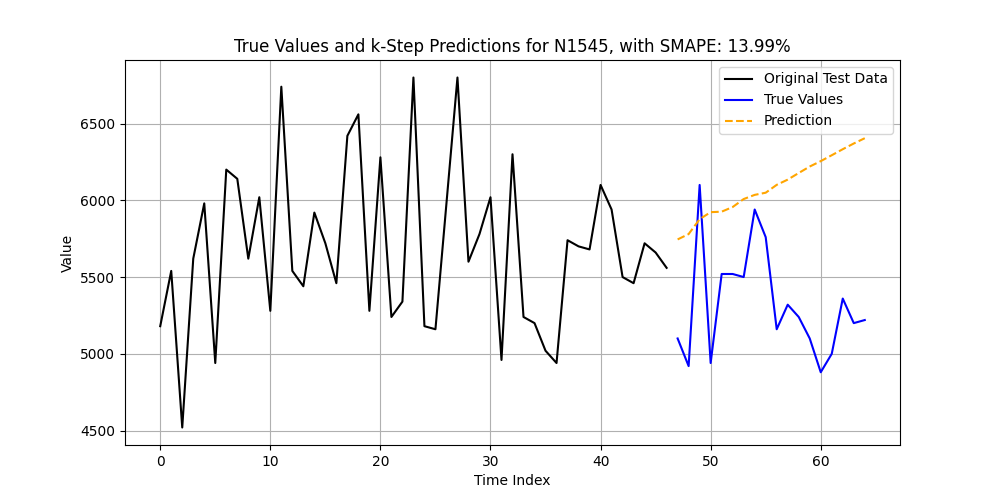 True Values and k-Step Predictions for N1545, with SMAPE: 13.99%
Original Test Data
True Values
Prediction
6500
6000
5500
5000
4500
Value
0 10 20 30 40 50 60
Time Index